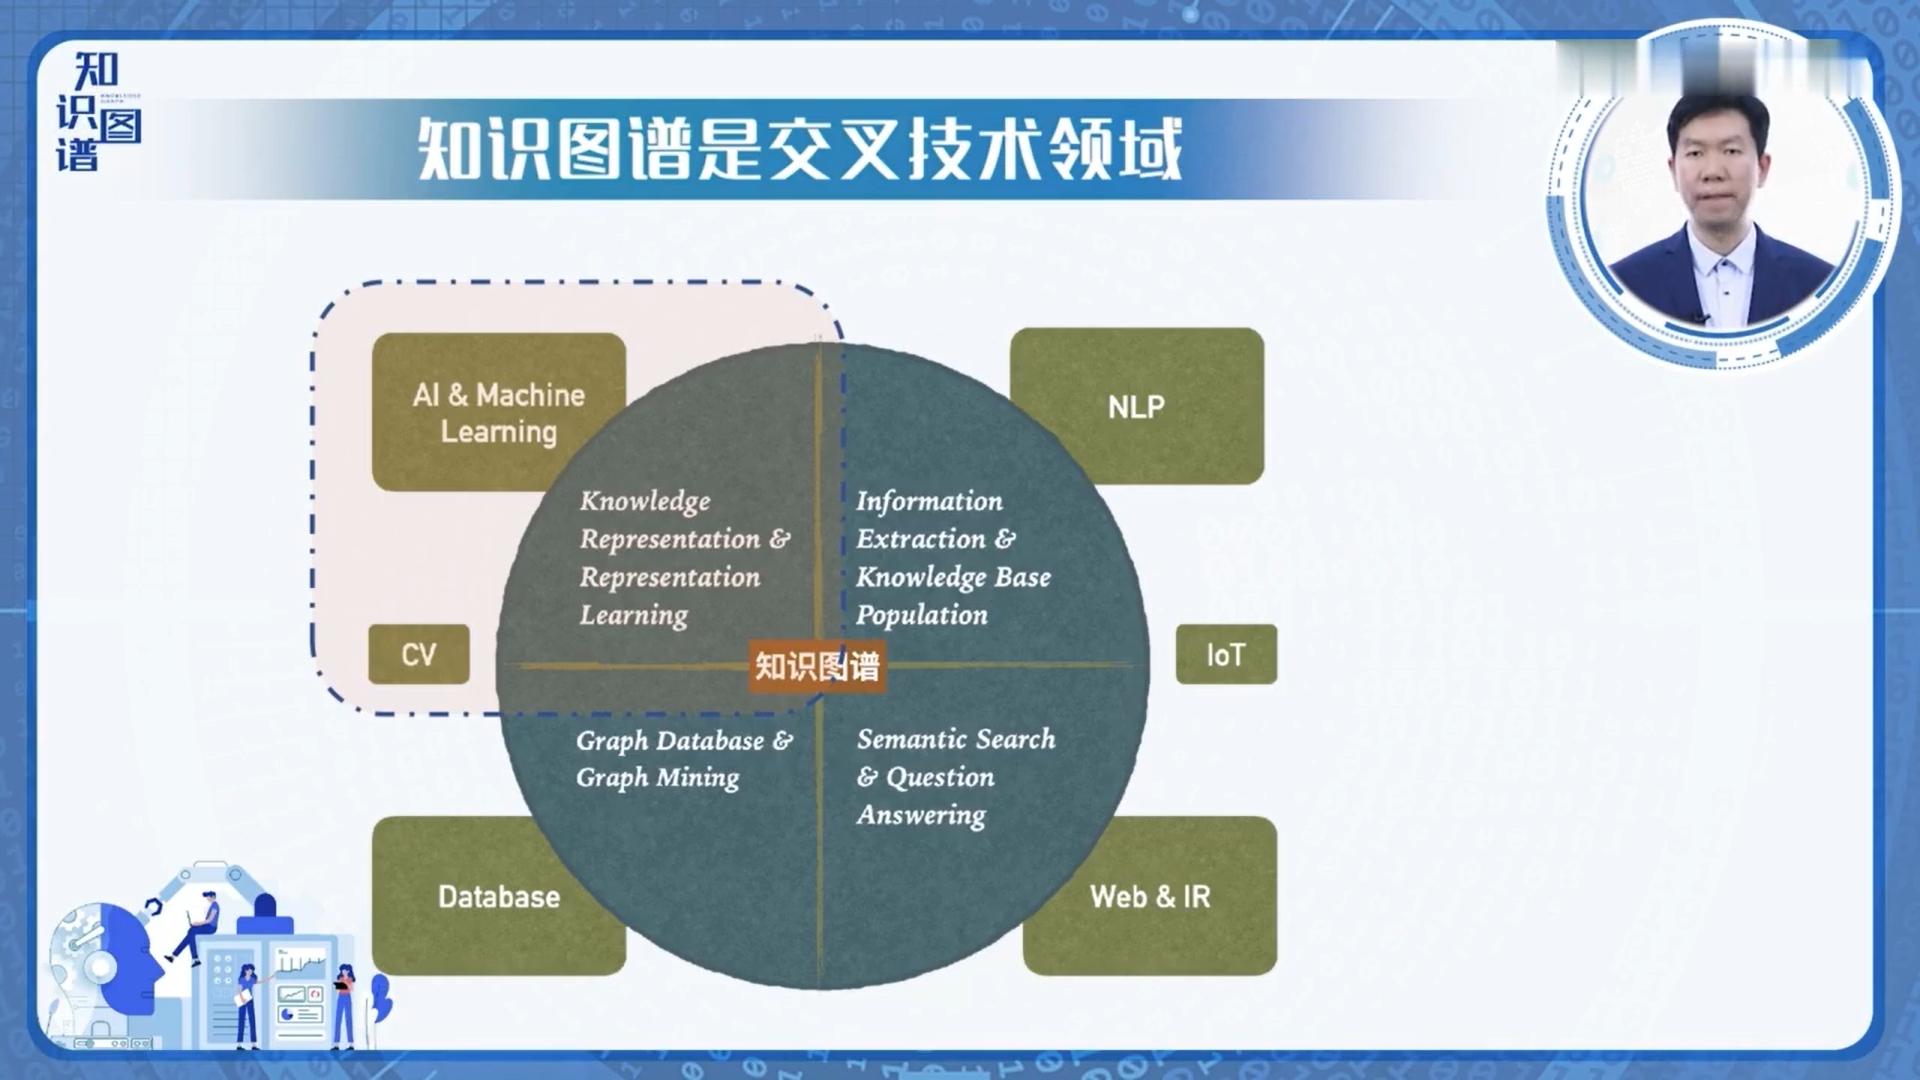 知识图谱
知识图谱是交叉技术领域
AI & Machine
Learning
NLP
Knowledge
Representation &
Representation
Learning
Information
Extraction &
Knowledge Base
Population
CV
知识图谱
IoT
Graph Database &
Graph Mining
Semantic Search
& Question
Answering
Database
Web & IR